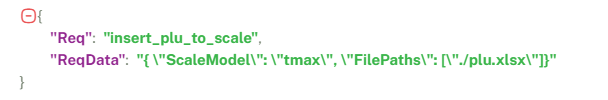 {
"Req": "insert_plu_to_scale",
"ReqData": "{ \"ScaleModel\": \"tmax\", \"FilePaths\": [\"./plu.xlsx\"]}"
}